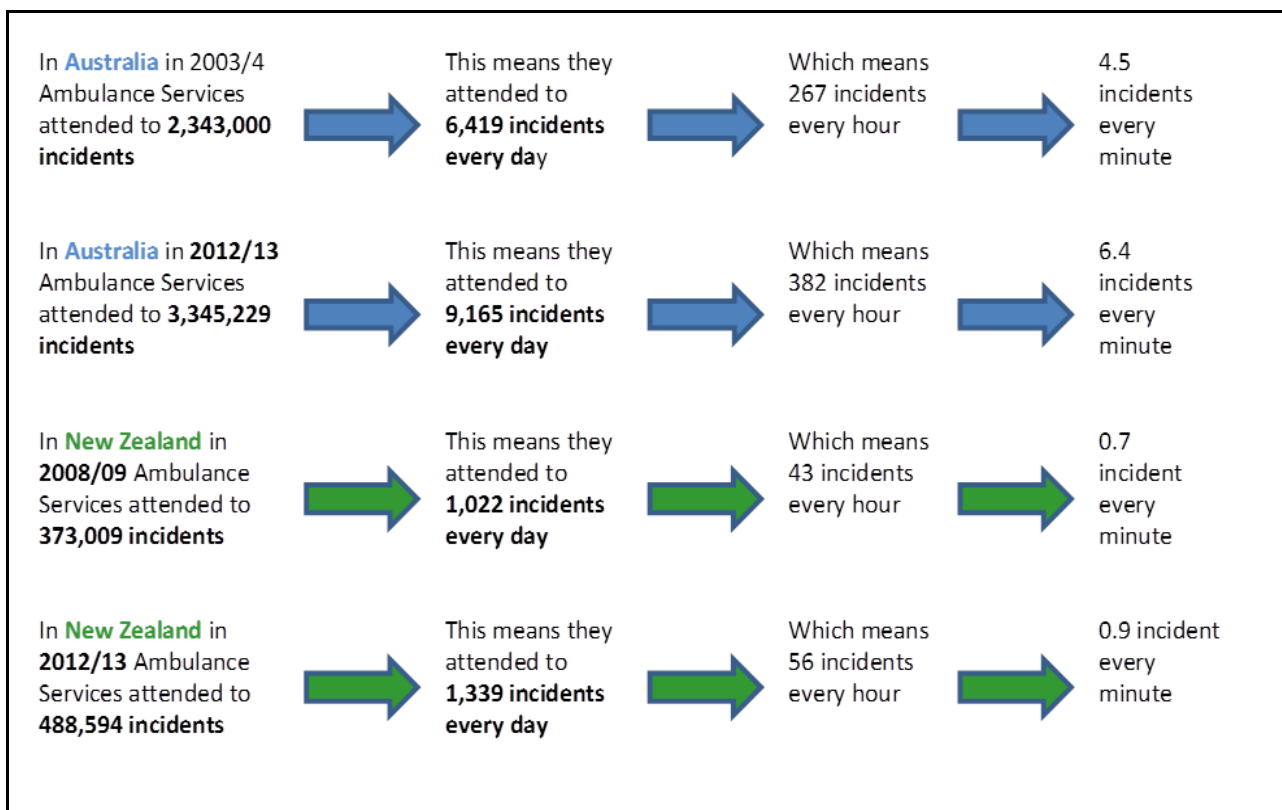 In Australia in 2003/4
Ambulance Services
attended to 2,343,000
incidents
This means they
attended to
6,419 incidents
every day
Which means
267 incidents
every hour
4.5
incidents
every
minute
In Australia in 2012/13
Ambulance Services
attended to 3,345,229
incidents
This means they
attended to
9,165 incidents
every day
Which means
382 incidents
every hour
6.4
incidents
every
minute
In New Zealand in
2008/09 Ambulance
Services attended to
373,009 incidents
This means they
attended to
1,022 incidents
every day
Which means
43 incidents
every hour
0.7
incident
every
minute
In New Zealand in
2012/13 Ambulance
Services attended to
488,594 incidents
This means they
attended to
1,339 incidents
every day
Which means
56 incidents
every hour
0.9 incident
every
minute